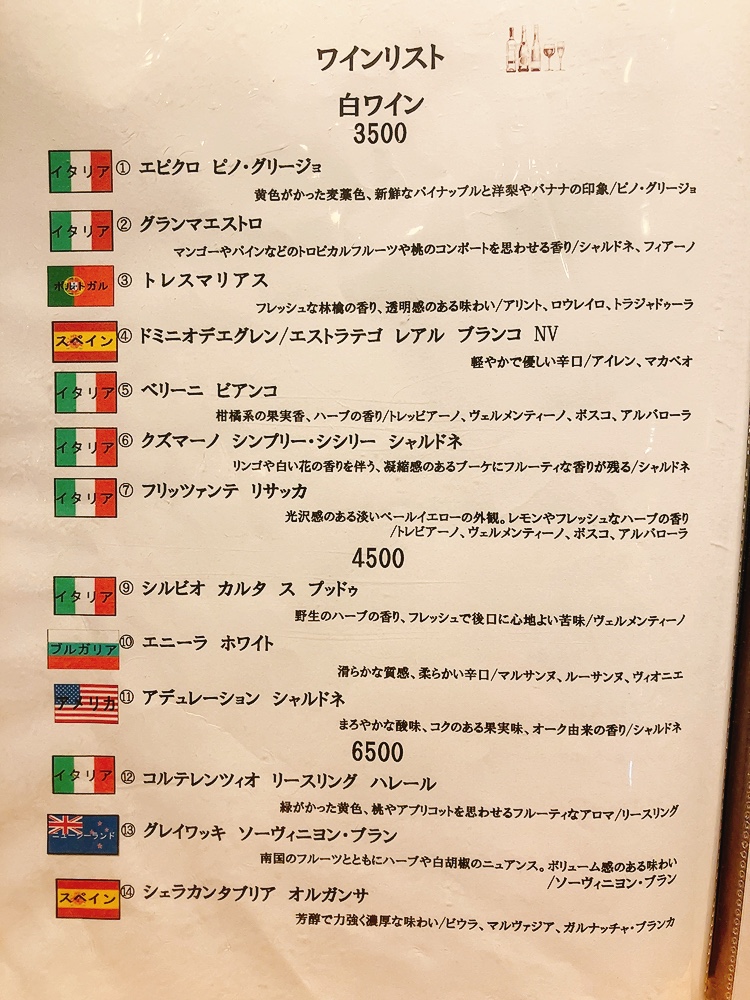 ワインリスト
白ワイン
3500
イタリア ① エピクロ ピノ・グリージョ
黄色がかった麦藁色、新鮮なパイナップルと洋梨やバナナの印象/ピノ・グリージョ
イタリア ② グランマエストロ
マンゴーやパインなどのトロピカルフルーツや桃のコンポートを思わせる香り/シャルドネ、フィアーノ
ポルトガル ③ トレスマリアス
フレッシュな林檎の香り、透明感のある味わい/アリント、ロウレイロ、トラジャドゥーラ
スペイン ④ ドミニオデエグレン/エストラテゴ レアル ブランコ NV
軽やかで優しい辛口/アイレン、マカベオ
イタリア ⑤ ベリーニ ビアンコ
柑橘系の果実香、ハーブの香り/トレッビアーノ、ヴェルメンティーノ、ボスコ、アルバローラ
イタリア ⑥ クズマーノ シンプリー・シシリー シャルドネ
リンゴや白い花の香りを伴う、凝縮感のあるブーケにフルーティな香りが残る/シャルドネ
イタリア ⑦ フリッツァンテ リサッカ
光沢感のある淡いペールイエローの外観。レモンやフレッシュなハーブの香り
/トレビアーノ、ヴェルメンティーノ、ボスコ、アルバローラ
4500
イタリア ⑨ シルビオ カルタ ス プッドゥ
野生のハーブの香り、フレッシュで後口に心地よい苦味/ヴェルメンティーノ
ブルガリア ⑩ エニーラ ホワイト
滑らかな質感、柔らかい辛口/マルサンヌ、ルーサンヌ、ヴィオニエ
アメリカ ⑪ アデュレーション シャルドネ
まろやかな酸味、コクのある果実味、オーク由来の香り/シャルドネ
6500
イタリア ⑫ コルテレンツィオ リースリング ハレール
緑がかった黄色、桃やアプリコットを思わせるフルーティなアロマ/リースリング
ニュージーランド ⑬ グレイワッキ ソーヴィニヨン・ブラン
南国のフルーツとともにハーブや白胡椒のニュアンス。ボリューム感のある味わい
/ソーヴィニヨン・ブラン
スペイン ⑭ シェラカンタブリア オルガンサ
芳醇で力強く濃厚な味わい/ビウラ、マルヴァジア、ガルナッチャ・ブランカ